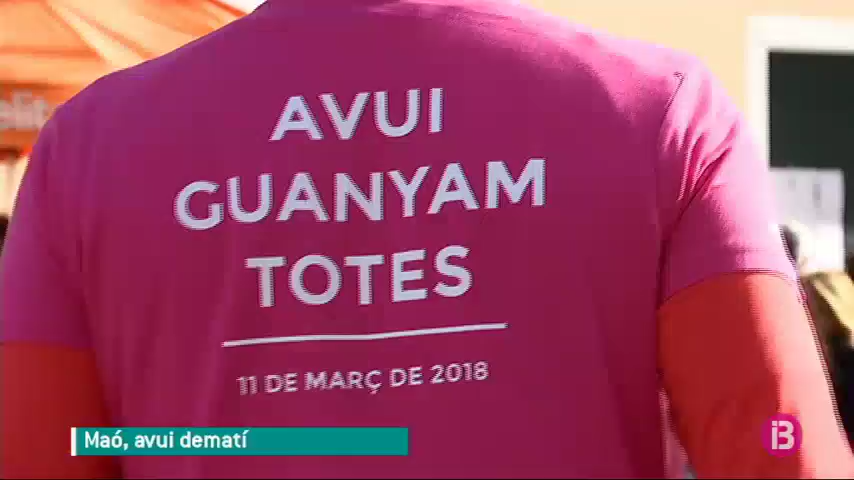 AVUI
GUANYAM
TOTES
11 DE MARÇ DE 2018
Maó, avui dematí
iB